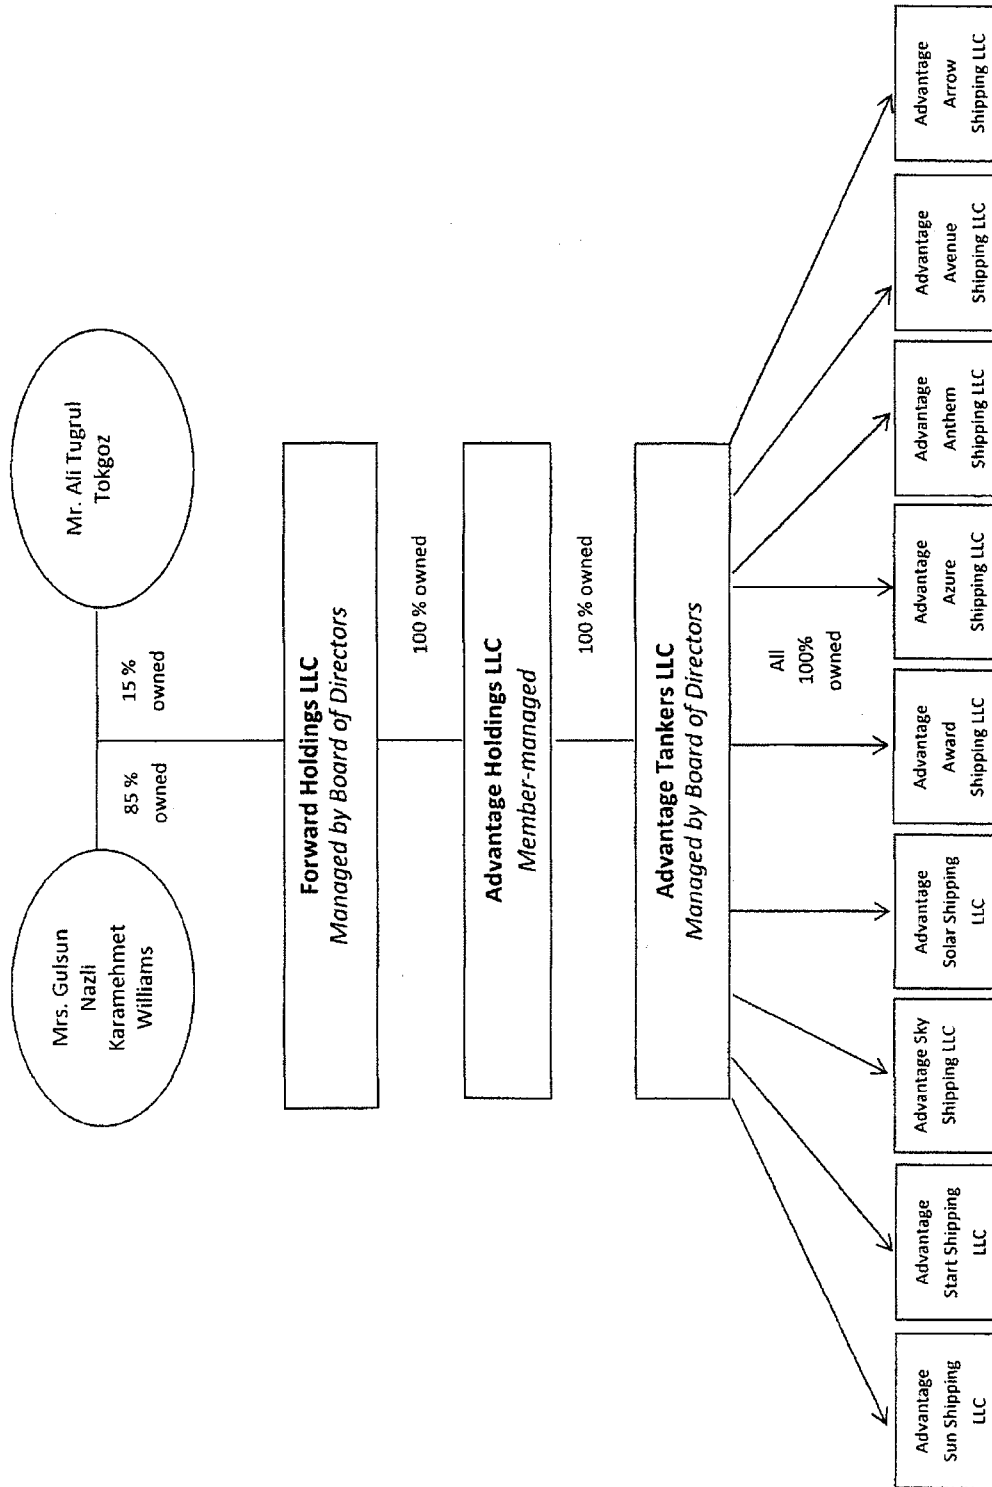 Mrs. Gulsun
Nazli
Karamehmet
Williams
Mr. Ali Tugrul
Tokgoz
85 %
owned
15 %
owned
Forward Holdings LLC
Managed by Board of Directors
100 % owned
Advantage Holdings LLC
Member-managed
100 % owned
Advantage Tankers LLC
Managed by Board of Directors
All
100%
owned
Advantage
Sun Shipping
LLC
Advantage
Start Shipping
LLC
Advantage Sky
Shipping LLC
Advantage
Solar Shipping
LLC
Advantage
Award
Shipping LLC
Advantage
Azure
Shipping LLC
Advantage
Anthem
Shipping LLC
Advantage
Avenue
Shipping LLC
Advantage
Arrow
Shipping LLC